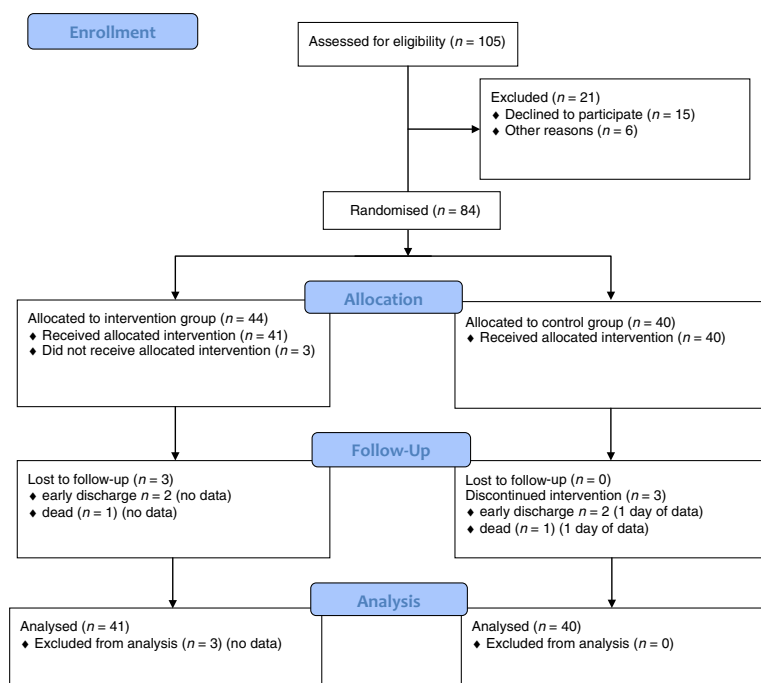 Enrollment
Assessed for eligibility (n = 105)
Excluded (n = 21)
♦ Declined to participate (n = 15)
♦ Other reasons (n = 6)
Randomised (n = 84)
Allocation
Allocated to intervention group (n = 44)
♦ Received allocated intervention (n = 41)
♦ Did not receive allocated intervention (n = 3)
Allocated to control group (n = 40)
♦ Received allocated intervention (n = 40)
Follow-Up
Lost to follow-up (n = 3)
♦ early discharge n = 2 (no data)
♦ dead (n = 1) (no data)
Lost to follow-up (n = 0)
Discontinued intervention (n = 3)
♦ early discharge n = 2 (1 day of data)
♦ dead (n = 1) (1 day of data)
Analysis
Analysed (n = 41)
♦ Excluded from analysis (n = 3) (no data)
Analysed (n = 40)
♦ Excluded from analysis (n = 0)